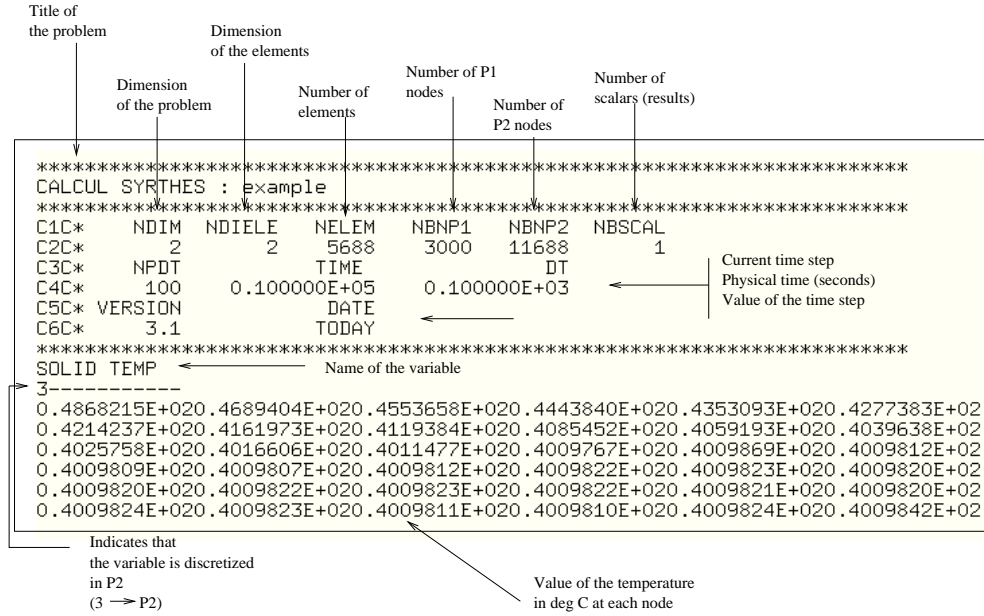 Title of
the problem
Dimension
of the elements
Dimension
of the problem
Number of
elements
Number of P1
nodes
Number of
P2 nodes
Number of
scalars (results)
**********************************************************************
CALCUL SYRTHES : example
**********************************************************************
C1C* NDIM NDIELE NELEM NBNP1 NBNP2 NBSCAL
C2C* 2 2 5688 3000 11688 1
C3C* NPDT TIME DT
C4C* 100 0.100000E+05 0.100000E+03
C5C* VERSION DATE
C6C* 3.1 TODAY
Current time step
Physical time (seconds)
Value of the time step
**********************************************************************
SOLID TEMP
Name of the variable
3-----------
0.4868215E+020.4689404E+020.4553658E+020.4443840E+020.4353093E+020.4277383E+02
0.4214237E+020.4161973E+020.4119384E+020.4085452E+020.4059193E+020.4039638E+02
0.4025758E+020.4016606E+020.4011477E+020.4009767E+020.4009869E+020.4009812E+02
0.4009809E+020.4009807E+020.4009812E+020.4009822E+020.4009823E+020.4009820E+02
0.4009820E+020.4009822E+020.4009823E+020.4009822E+020.4009821E+020.4009820E+02
0.4009824E+020.4009823E+020.4009811E+020.4009810E+020.4009824E+020.4009842E+02
Indicates that
the variable is discretized
in P2
(3 → P2)
Value of the temperature
in deg C at each node